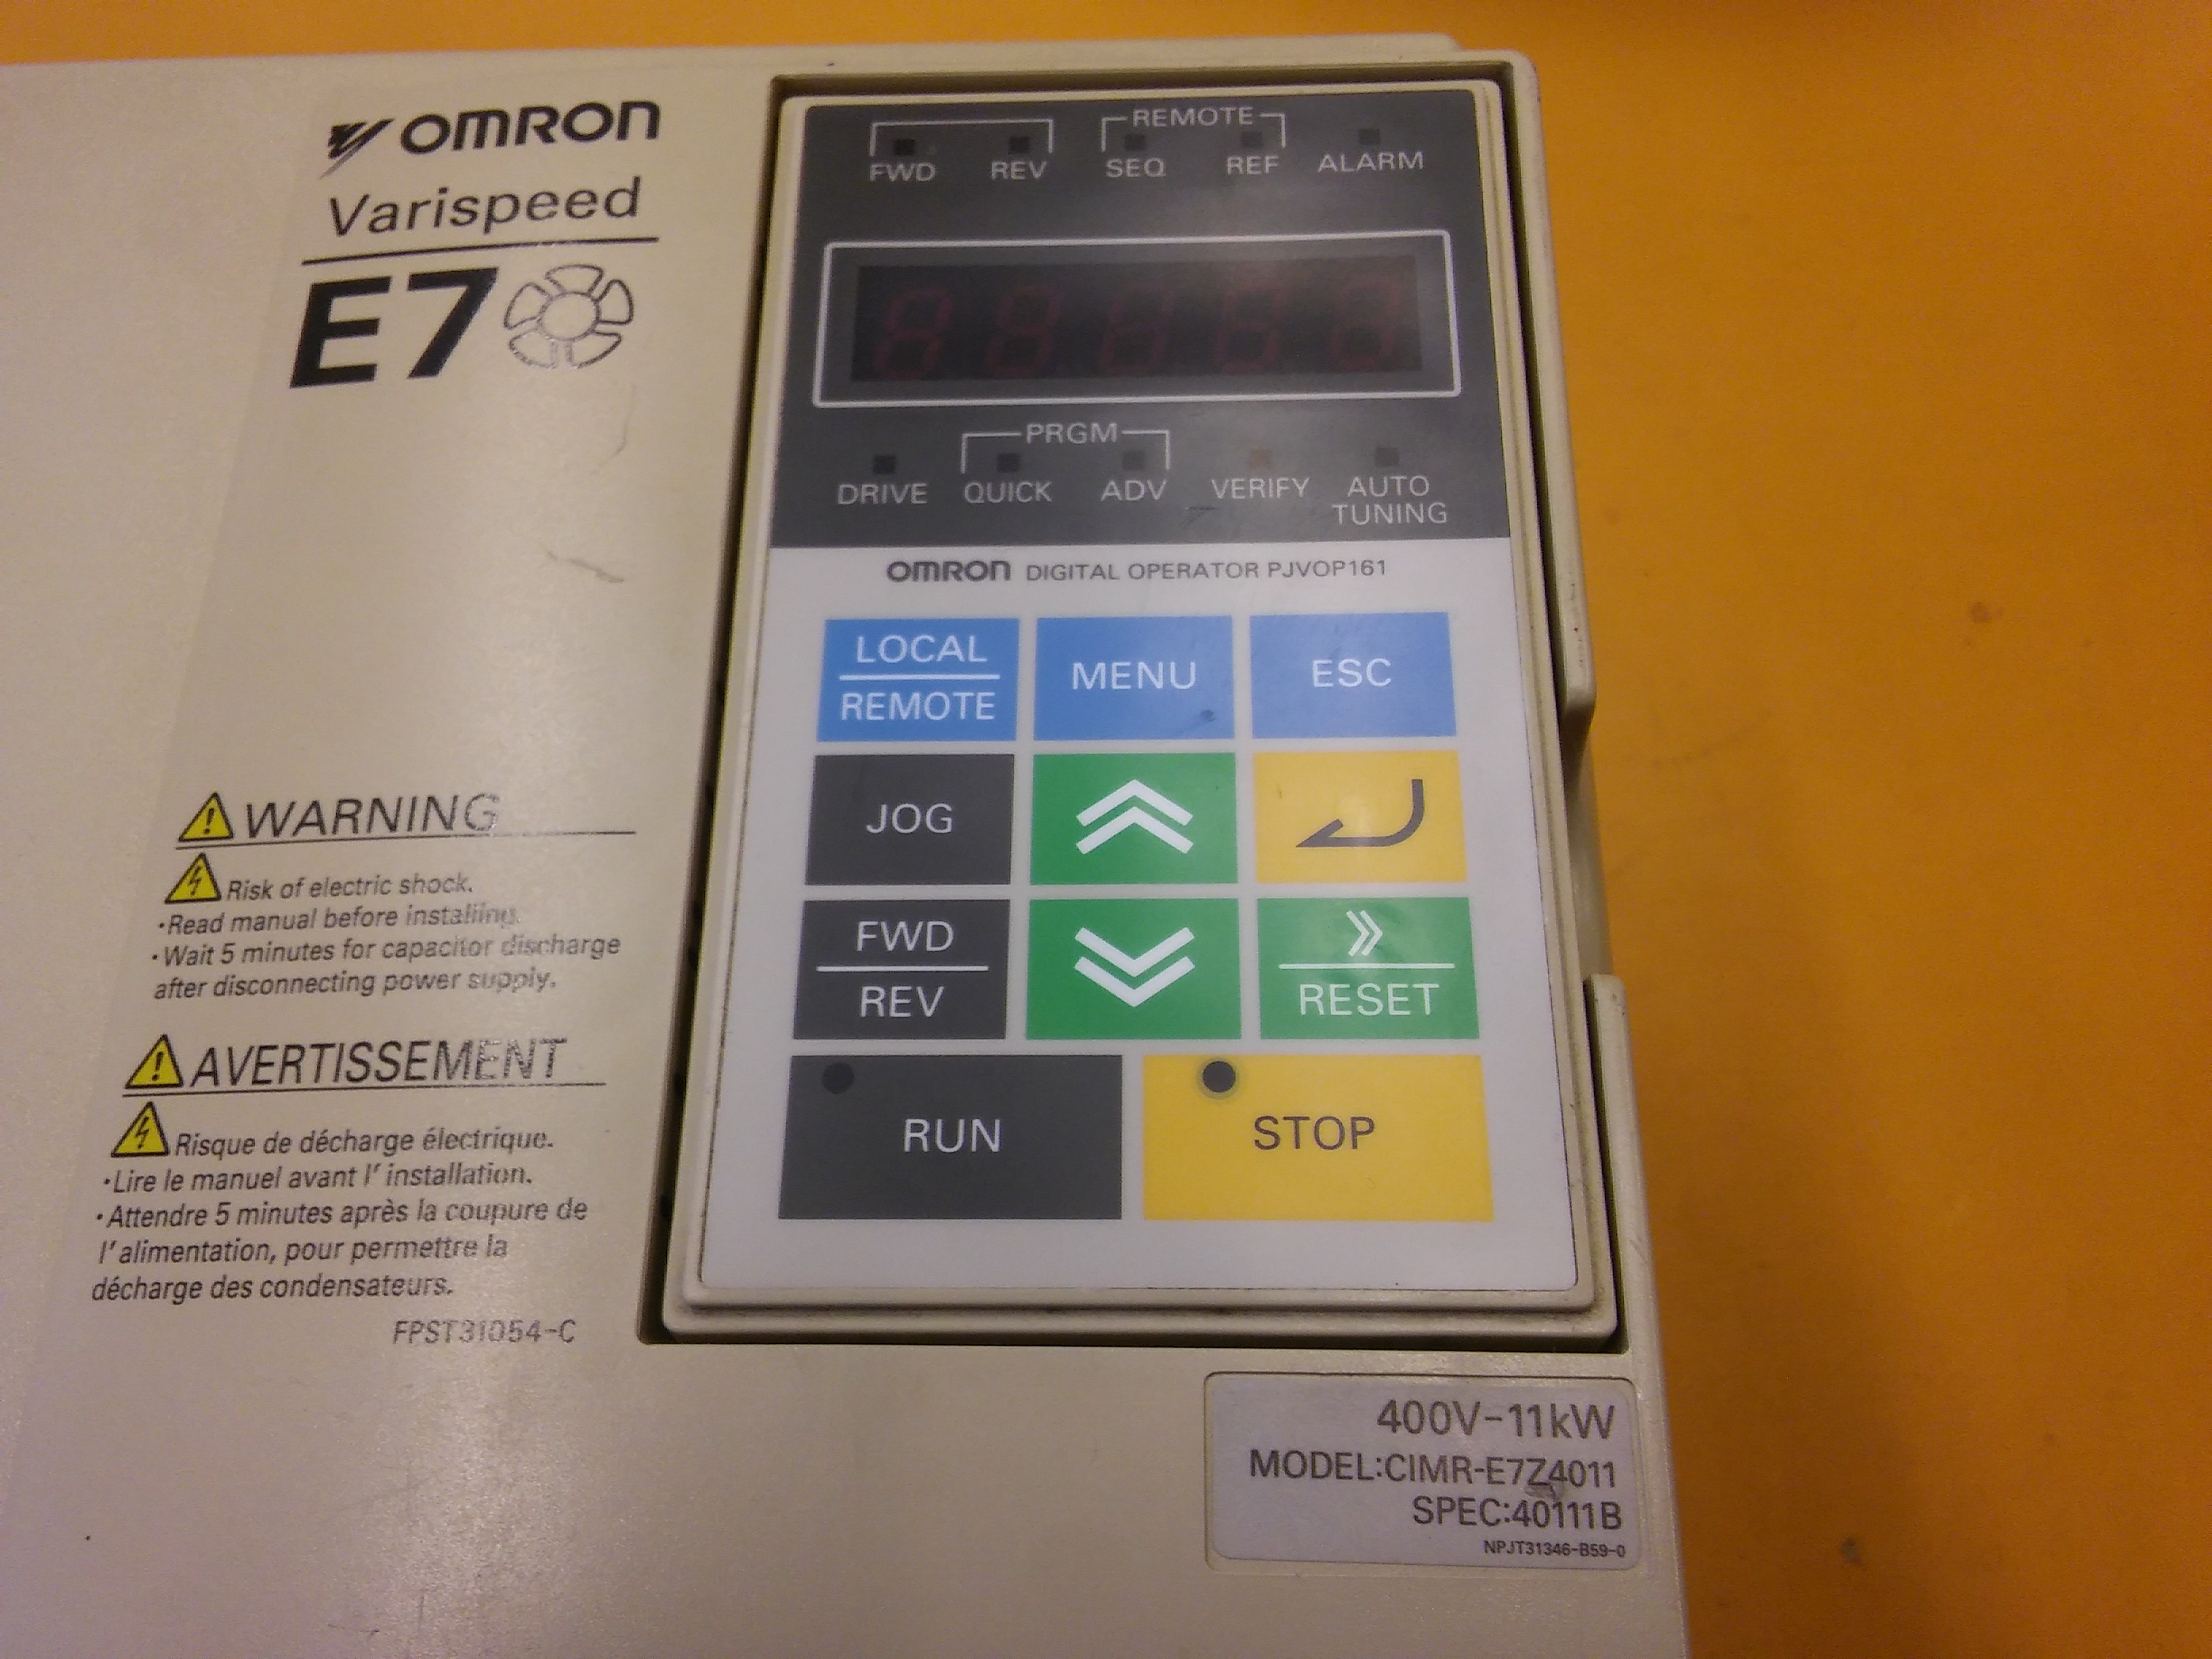 OMRON
Varispeed
E7
WARNING
Risk of electric shock.
·Read manual before installing.
·Wait 5 minutes for capacitor discharge
after disconnecting power supply.
AVERTISSEMENT
Risque de décharge électrique.
·Lire le manuel avant l'installation.
·Attendre 5 minutes après la coupure de
l'alimentation, pour permettre la
décharge des condensateurs.
FPST31054-C
REMOTE
FWD REV SEQ REF ALARM
PRGM
DRIVE QUICK ADV VERIFY AUTO
TUNING
OMRON DIGITAL OPERATOR PJVOP161
LOCAL
REMOTE
MENU
ESC
JOG
FWD
REV
RESET
RUN
STOP
400V-11kW
MODEL:CIMR-E7Z4011
SPEC:40111B
NPJT31346-B59-0